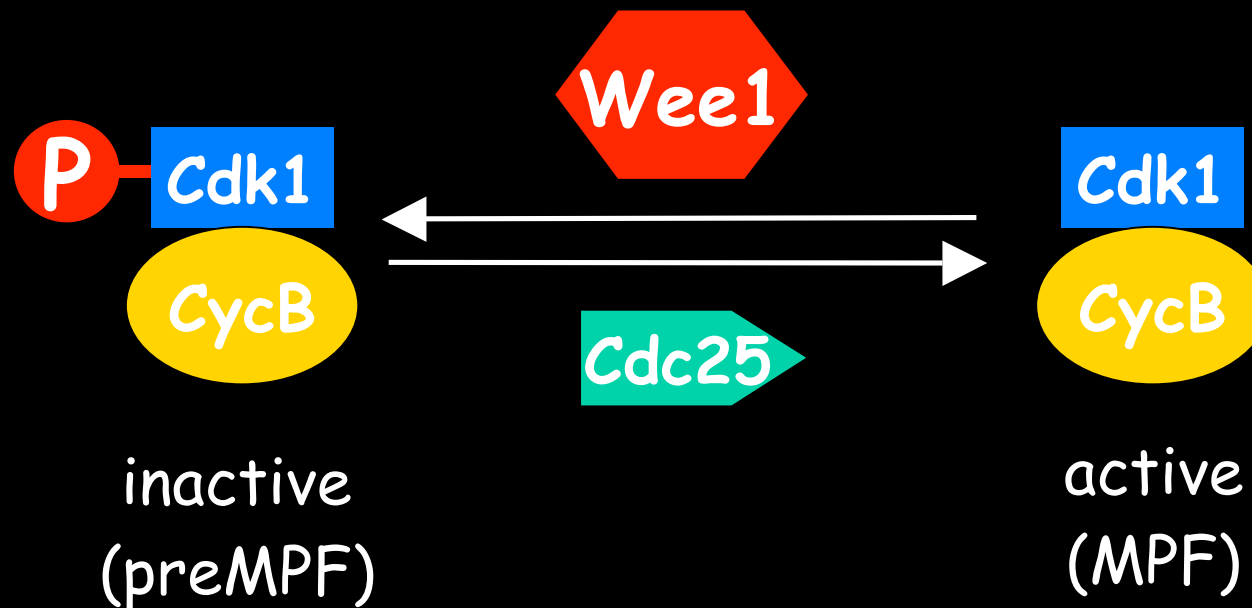 Wee1
P
Cdk1
Cdk1
CycB
CycB
Cdc25
inactive
(preMPF)
active
(MPF)